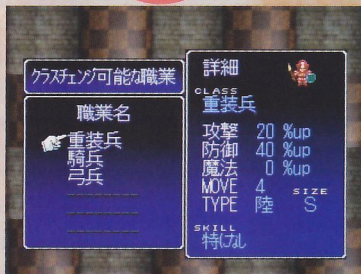 クラスチェンジ可能な職業
職業名
重装兵
騎兵
弓兵
詳細
CLASS
重装兵
攻撃 20 %up
防御 40 %up
魔法 0 %up
MOVE 4 SIZE
TYPE 陸 S
SKILL
特になし